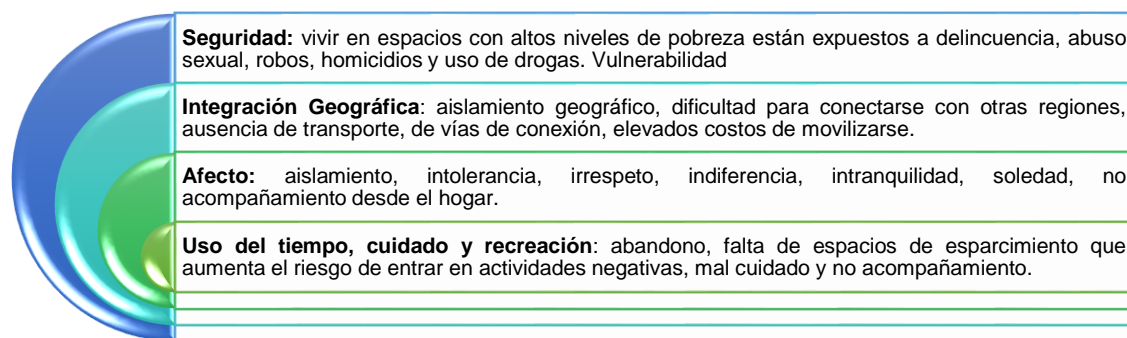 Seguridad: vivir en espacios con altos niveles de pobreza están expuestos a delincuencia, abuso
sexual, robos, homicidios y uso de drogas. Vulnerabilidad
Integración Geográfica: aislamiento geográfico, dificultad para conectarse con otras regiones,
ausencia de transporte, de vías de conexión, elevados costos de movilizarse.
Afecto: aislamiento, intolerancia, irrespeto, indiferencia, intranquilidad, soledad, no
acompañamiento desde el hogar.
Uso del tiempo, cuidado y recreación: abandono, falta de espacios de esparcimiento que
aumenta el riesgo de entrar en actividades negativas, mal cuidado y no acompañamiento.